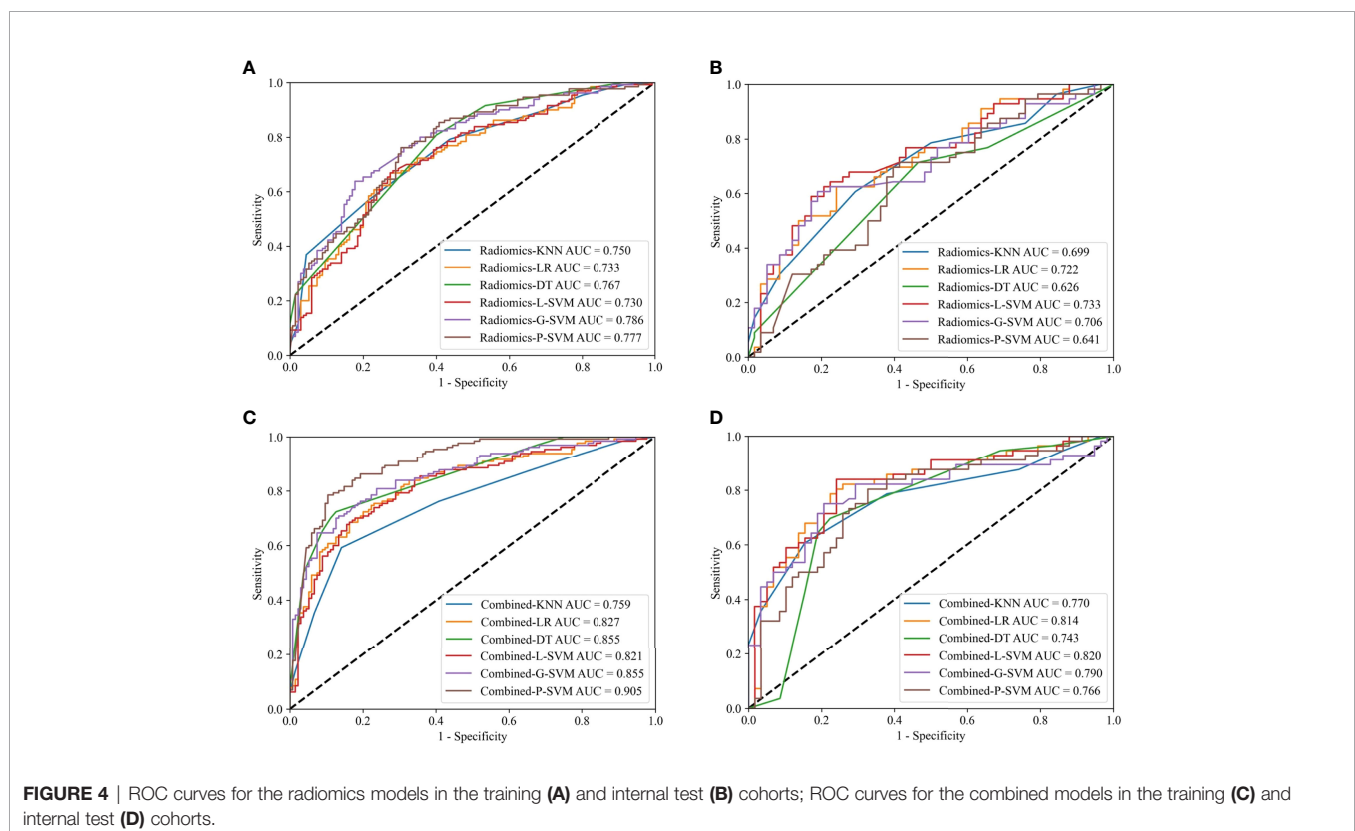 A
1.0
0.8
0.6
0.4
0.2
0.0
Sensitivity
0.0 0.2 0.4 0.6 0.8 1.0
1 - Specificity
Radiomics-KNN AUC = 0.750
Radiomics-LR AUC = 0.733
Radiomics-DT AUC = 0.767
Radiomics-L-SVM AUC = 0.730
Radiomics-G-SVM AUC = 0.786
Radiomics-P-SVM AUC = 0.777
B
1.0
0.8
0.6
0.4
0.2
0.0
Sensitivity
0.0 0.2 0.4 0.6 0.8 1.0
1 - Specificity
Radiomics-KNN AUC = 0.699
Radiomics-LR AUC = 0.722
Radiomics-DT AUC = 0.626
Radiomics-L-SVM AUC = 0.733
Radiomics-G-SVM AUC = 0.706
Radiomics-P-SVM AUC = 0.641
C
1.0
0.8
0.6
0.4
0.2
0.0
Sensitivity
0.0 0.2 0.4 0.6 0.8 1.0
1 - Specificity
Combined-KNN AUC = 0.759
Combined-LR AUC = 0.827
Combined-DT AUC = 0.855
Combined-L-SVM AUC = 0.821
Combined-G-SVM AUC = 0.855
Combined-P-SVM AUC = 0.905
D
1.0
0.8
0.6
0.4
0.2
0.0
Sensitivity
0.0 0.2 0.4 0.6 0.8 1.0
1 - Specificity
Combined-KNN AUC = 0.770
Combined-LR AUC = 0.814
Combined-DT AUC = 0.743
Combined-L-SVM AUC = 0.820
Combined-G-SVM AUC = 0.790
Combined-P-SVM AUC = 0.766
FIGURE 4 | ROC curves for the radiomics models in the training (A) and internal test (B) cohorts; ROC curves for the combined models in the training (C) and
internal test (D) cohorts.